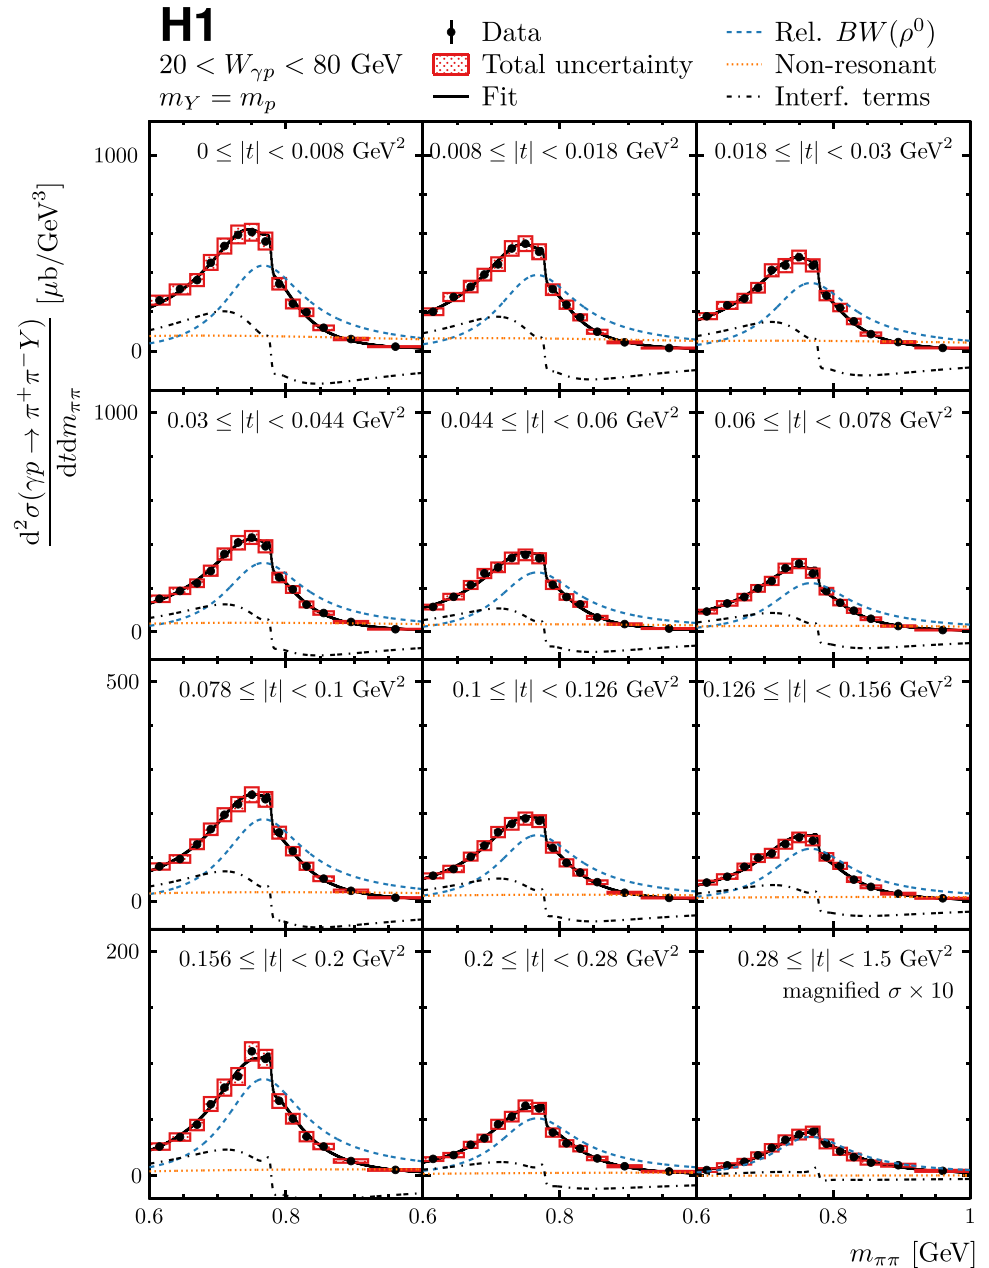 H1
20 < W_γp < 80 GeV
m_Y = m_p
Data
Total uncertainty
Fit
Rel. BW(ρ⁰)
Non-resonant
Interf. terms
d²σ(γp → π⁺π⁻Y)
dtdm_ππ
[μb/GeV³]
1000
0
0 ≤ |t| < 0.008 GeV²
0.008 ≤ |t| < 0.018 GeV²
0.018 ≤ |t| < 0.03 GeV²
1000
0
0.03 ≤ |t| < 0.044 GeV²
0.044 ≤ |t| < 0.06 GeV²
0.06 ≤ |t| < 0.078 GeV²
500
0
0.078 ≤ |t| < 0.1 GeV²
0.1 ≤ |t| < 0.126 GeV²
0.126 ≤ |t| < 0.156 GeV²
200
100
0
0.156 ≤ |t| < 0.2 GeV²
0.2 ≤ |t| < 0.28 GeV²
0.28 ≤ |t| < 1.5 GeV²
magnified σ × 10
0.6 0.8 0.6 0.8 0.6 0.8 1
m_ππ [GeV]